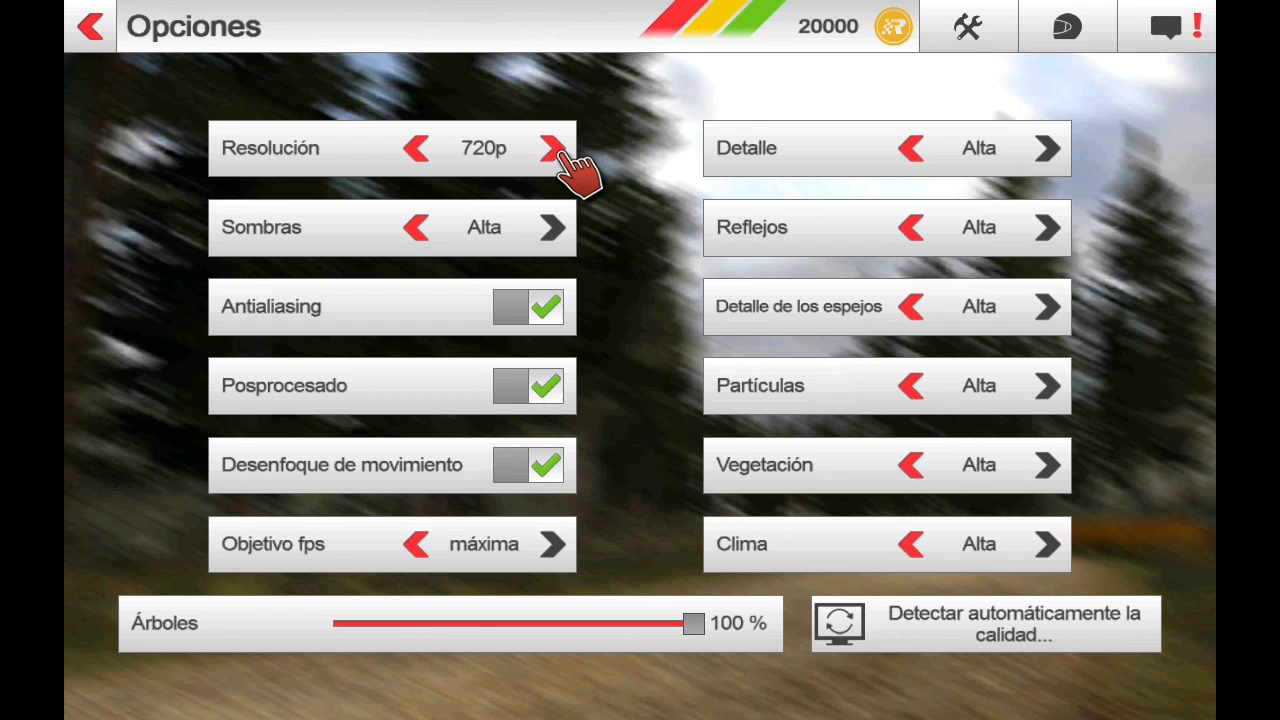 Opciones
20000
Resolución 720p
Detalle Alta
Sombras Alta
Reflejos Alta
Antialiasing
Detalle de los espejos Alta
Posprocesado
Partículas Alta
Desenfoque de movimiento
Vegetación Alta
Objetivo fps máxima
Clima Alta
Árboles 100 %
Detectar automáticamente la
calidad...